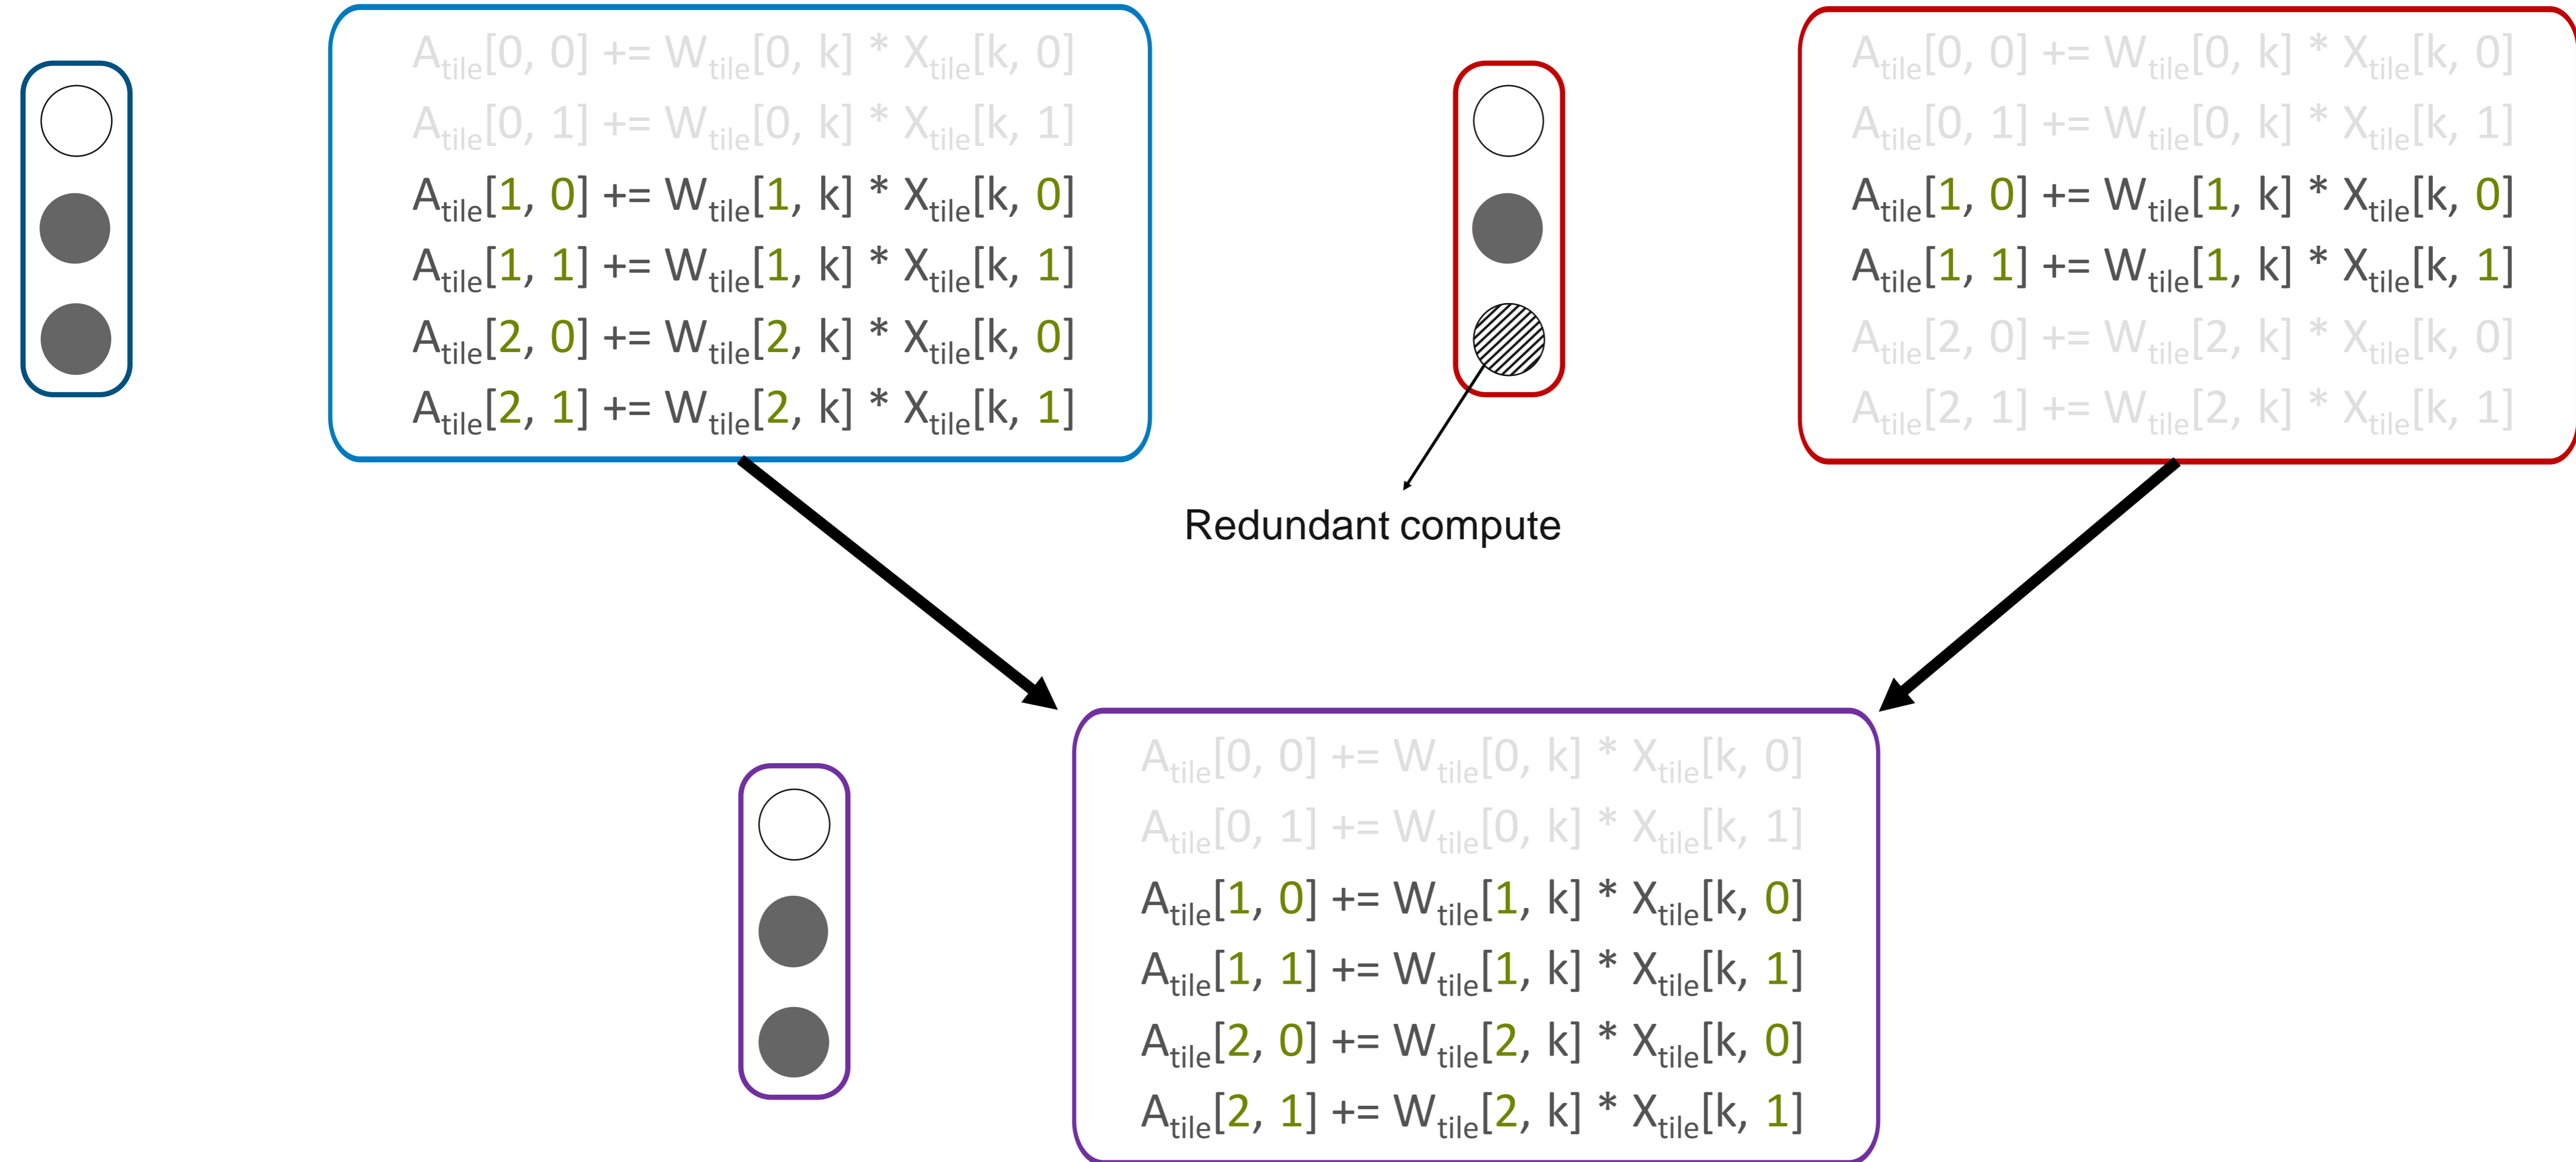 Atile[0, 0] += Wtile[0, k] * Xtile[k, 0]
Atile[0, 1] += Wtile[0, k] * Xtile[k, 1]
Atile[1, 0] += Wtile[1, k] * Xtile[k, 0]
Atile[1, 1] += Wtile[1, k] * Xtile[k, 1]
Atile[2, 0] += Wtile[2, k] * Xtile[k, 0]
Atile[2, 1] += Wtile[2, k] * Xtile[k, 1]
Atile[0, 0] += Wtile[0, k] * Xtile[k, 0]
Atile[0, 1] += Wtile[0, k] * Xtile[k, 1]
Atile[1, 0] += Wtile[1, k] * Xtile[k, 0]
Atile[1, 1] += Wtile[1, k] * Xtile[k, 1]
Atile[2, 0] += Wtile[2, k] * Xtile[k, 0]
Atile[2, 1] += Wtile[2, k] * Xtile[k, 1]
Redundant compute
Atile[0, 0] += Wtile[0, k] * Xtile[k, 0]
Atile[0, 1] += Wtile[0, k] * Xtile[k, 1]
Atile[1, 0] += Wtile[1, k] * Xtile[k, 0]
Atile[1, 1] += Wtile[1, k] * Xtile[k, 1]
Atile[2, 0] += Wtile[2, k] * Xtile[k, 0]
Atile[2, 1] += Wtile[2, k] * Xtile[k, 1]